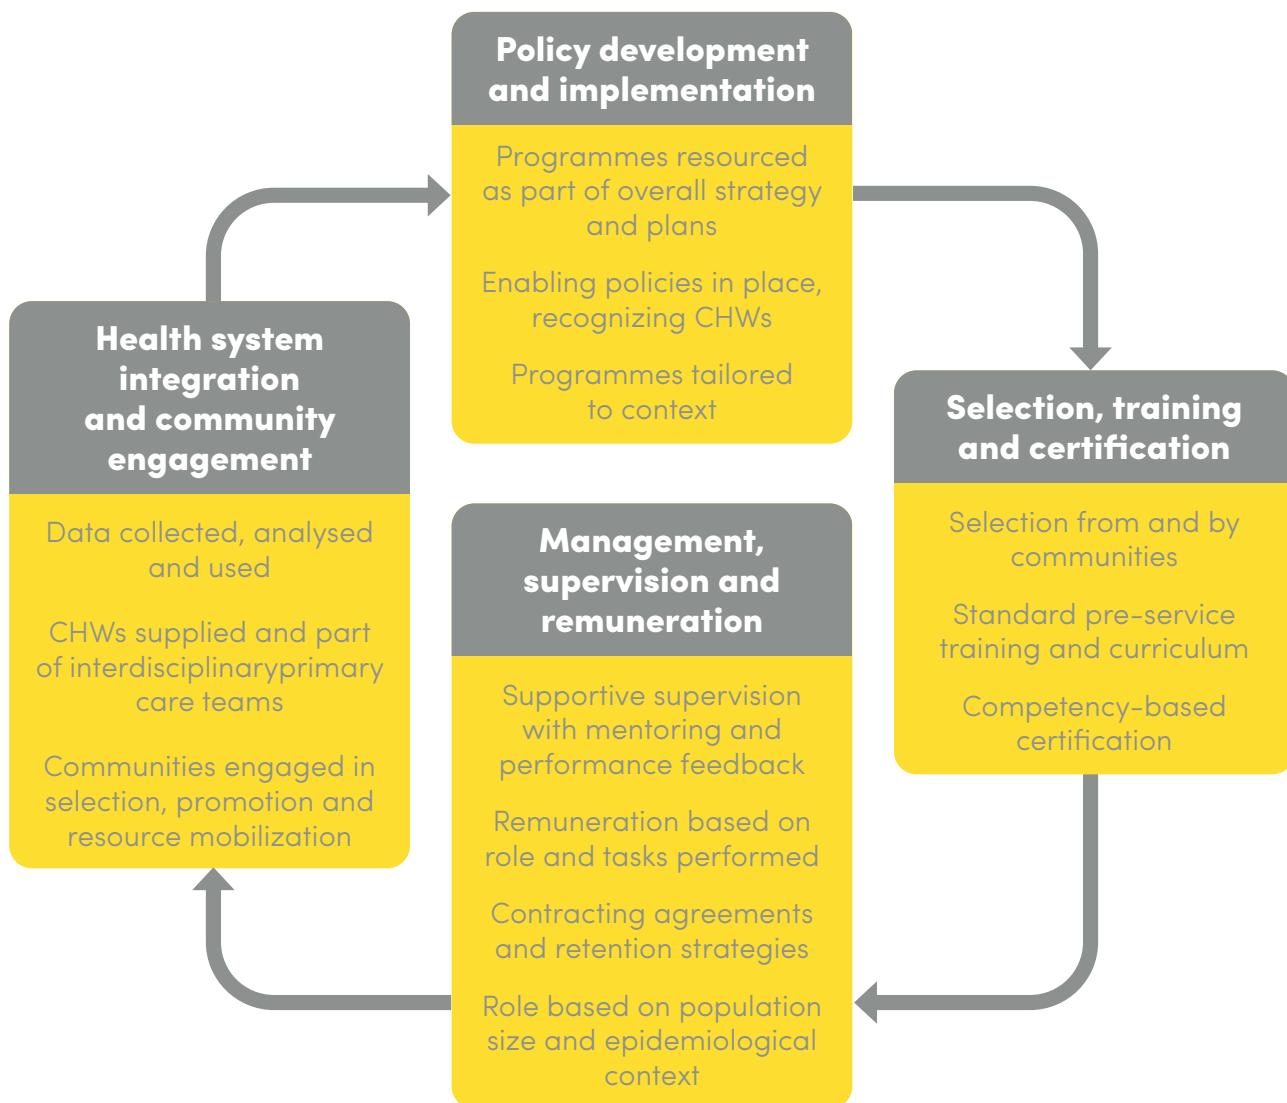 Policy development
and implementation
Programmes resourced
as part of overall strategy
and plans
Enabling policies in place,
recognizing CHWs
Programmes tailored
to context
Selection, training
and certification
Selection from and by
communities
Standard pre-service
training and curriculum
Competency-based
certification
Management,
supervision and
remuneration
Supportive supervision
with mentoring and
performance feedback
Remuneration based on
role and tasks performed
Contracting agreements
and retention strategies
Role based on population
size and epidemiological
context
Health system
integration
and community
engagement
Data collected, analysed
and used
CHWs supplied and part
of interdisciplinaryprimary
care teams
Communities engaged in
selection, promotion and
resource mobilization